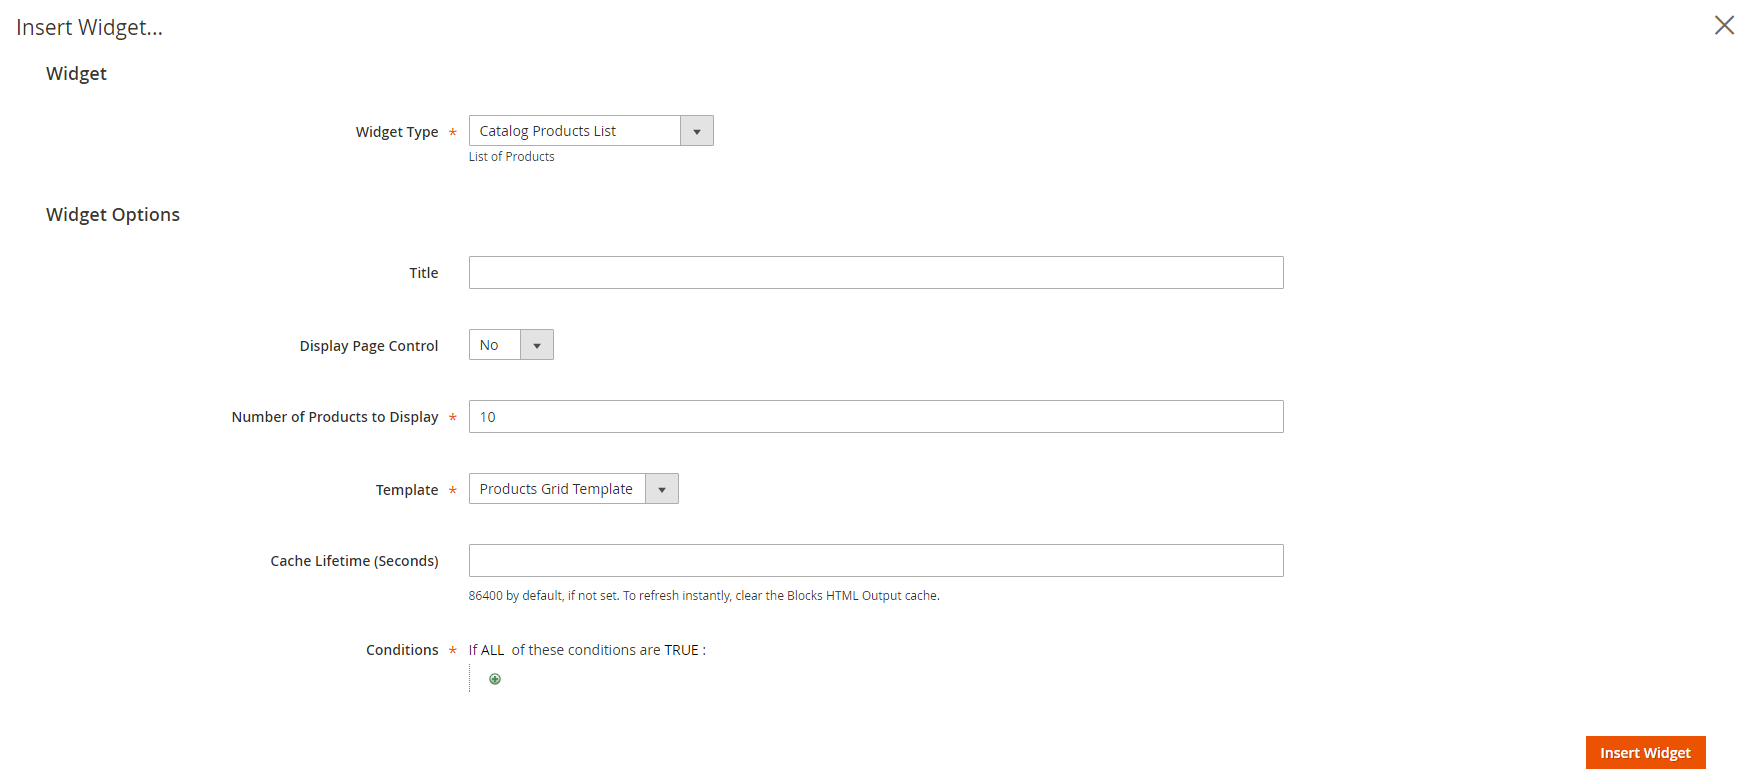 Insert Widget...
Widget
Widget Type *
Catalog Products List
List of Products
Widget Options
Title
Display Page Control
No
Number of Products to Display *
10
Template *
Products Grid Template
Cache Lifetime (Seconds)
86400 by default, if not set. To refresh instantly, clear the Blocks HTML Output cache.
Conditions *
If ALL of these conditions are TRUE :
Insert Widget